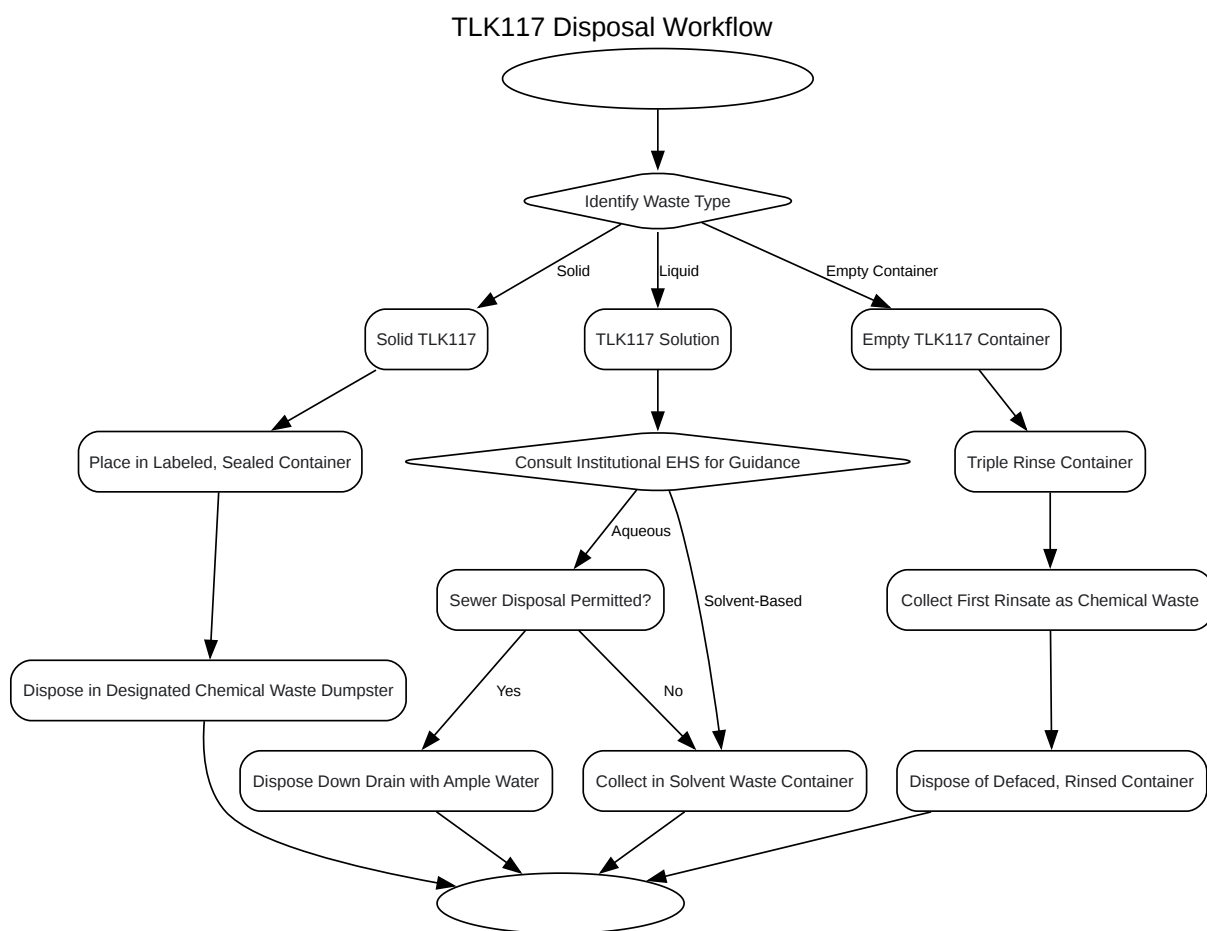 TLK117 Disposal Workflow
Identify Waste Type
Solid
Liquid
Empty Container
Solid TLK117
TLK117 Solution
Empty TLK117 Container
Place in Labeled, Sealed Container
Consult Institutional EHS for Guidance
Triple Rinse Container
Aqueous
Sewer Disposal Permitted?
Solvent-Based
Collect First Rinsate as Chemical Waste
Dispose in Designated Chemical Waste Dumpster
Yes
No
Dispose Down Drain with Ample Water
Collect in Solvent Waste Container
Dispose of Defaced, Rinsed Container